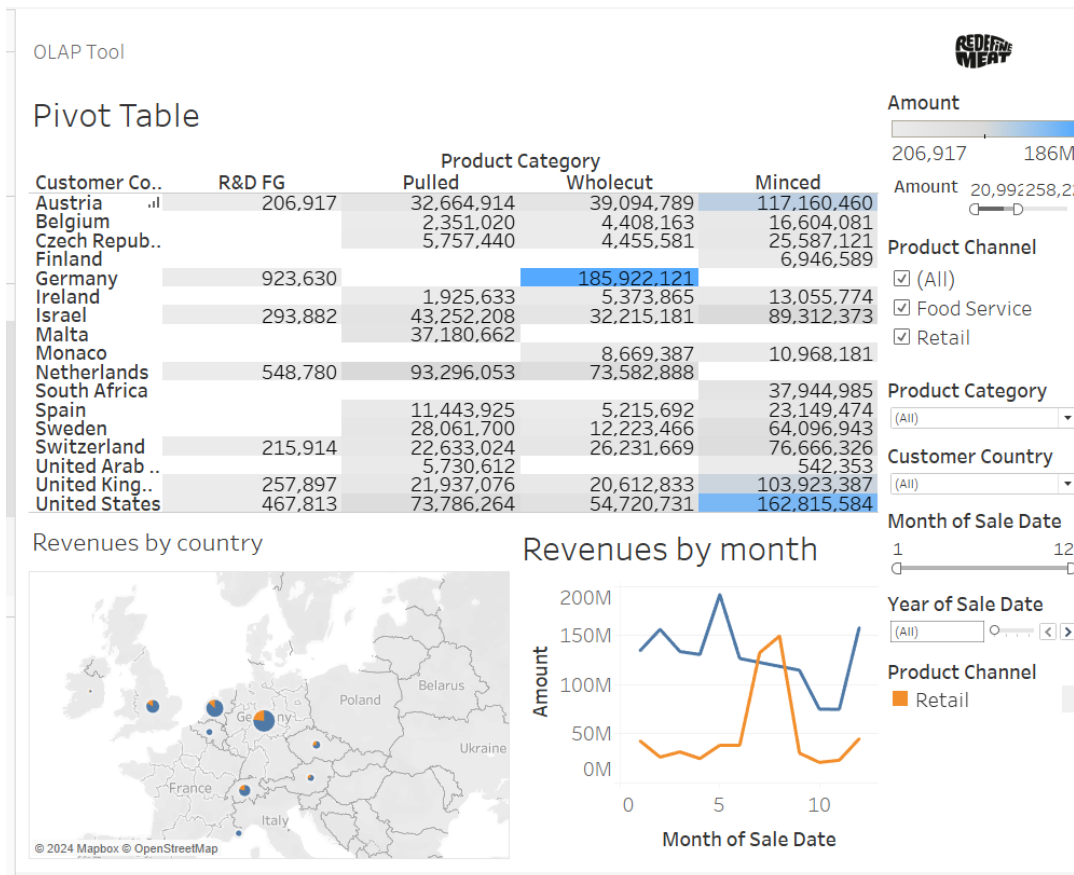 OLAP Tool
REDEFINE
MEAT
Pivot Table
Product Category
Customer Co.. R&D FG Pulled Wholecut Minced
Austria 206,917 32,664,914 39,094,789 117,160,460
Belgium 2,351,020 4,408,163 16,604,081
Czech Repub.. 5,757,440 4,455,581 25,587,121
Finland 6,946,589
Germany 923,630 185,922,121
Ireland 1,925,633 5,373,865 13,055,774
Israel 293,882 43,252,208 32,215,181 89,312,373
Malta 37,180,662
Monaco 8,669,387 10,968,181
Netherlands 548,780 93,296,053 73,582,888
South Africa 37,944,985
Spain 11,443,925 5,215,692 23,149,474
Sweden 28,061,700 12,223,466 64,096,943
Switzerland 215,914 22,633,024 26,231,669 76,666,326
United Arab .. 5,730,612 542,353
United King.. 257,897 21,937,076 20,612,833 103,923,387
United States 467,813 73,786,264 54,720,731 162,815,584
Amount
206,917 186M
Amount
Product Channel
(All)
Food Service
Retail
Product Category
(All)
Customer Country
(All)
Month of Sale Date
1 12
Year of Sale Date
(All)
Product Channel
Retail
Revenues by country
Belarus
Poland
Ukraine
France
Italy
© 2024 Mapbox © OpenStreetMap
Revenues by month
Amount
200M
150M
100M
50M
0M
0 5 10
Month of Sale Date